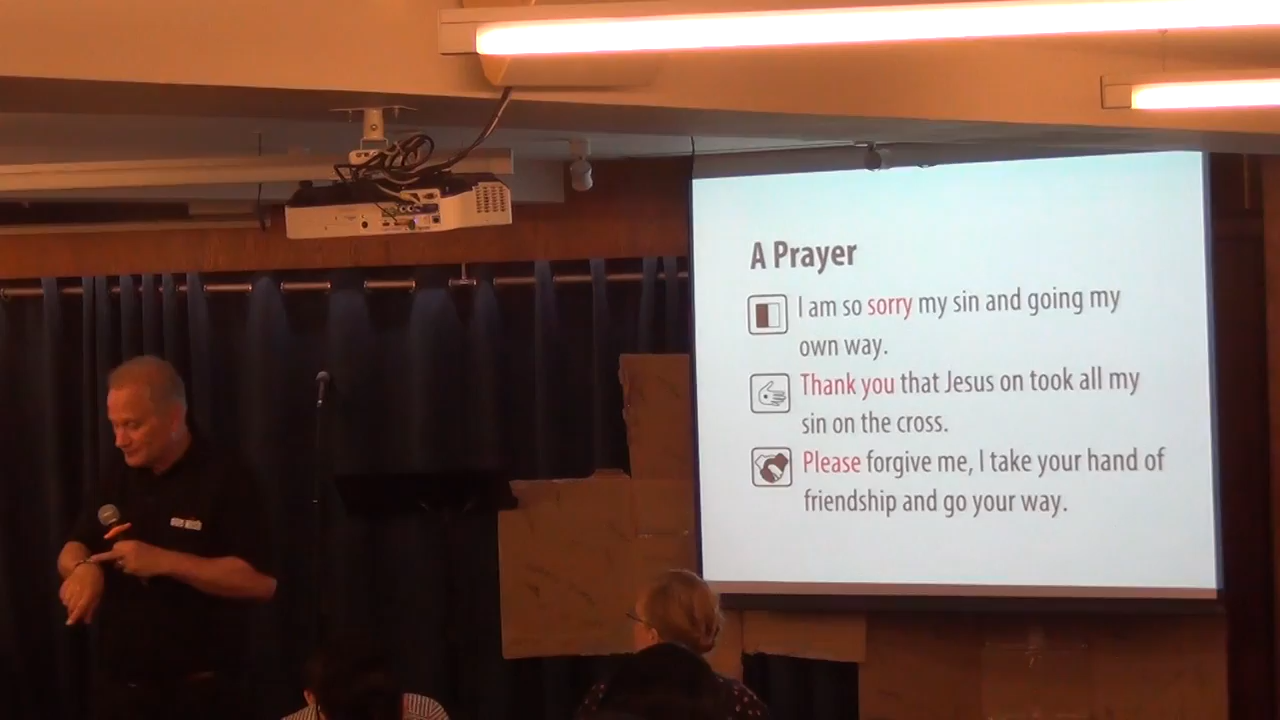 A Prayer
I am so sorry my sin and going my
own way.
Thank you that Jesus on took all my
sin on the cross.
Please forgive me, I take your hand of
friendship and go your way.